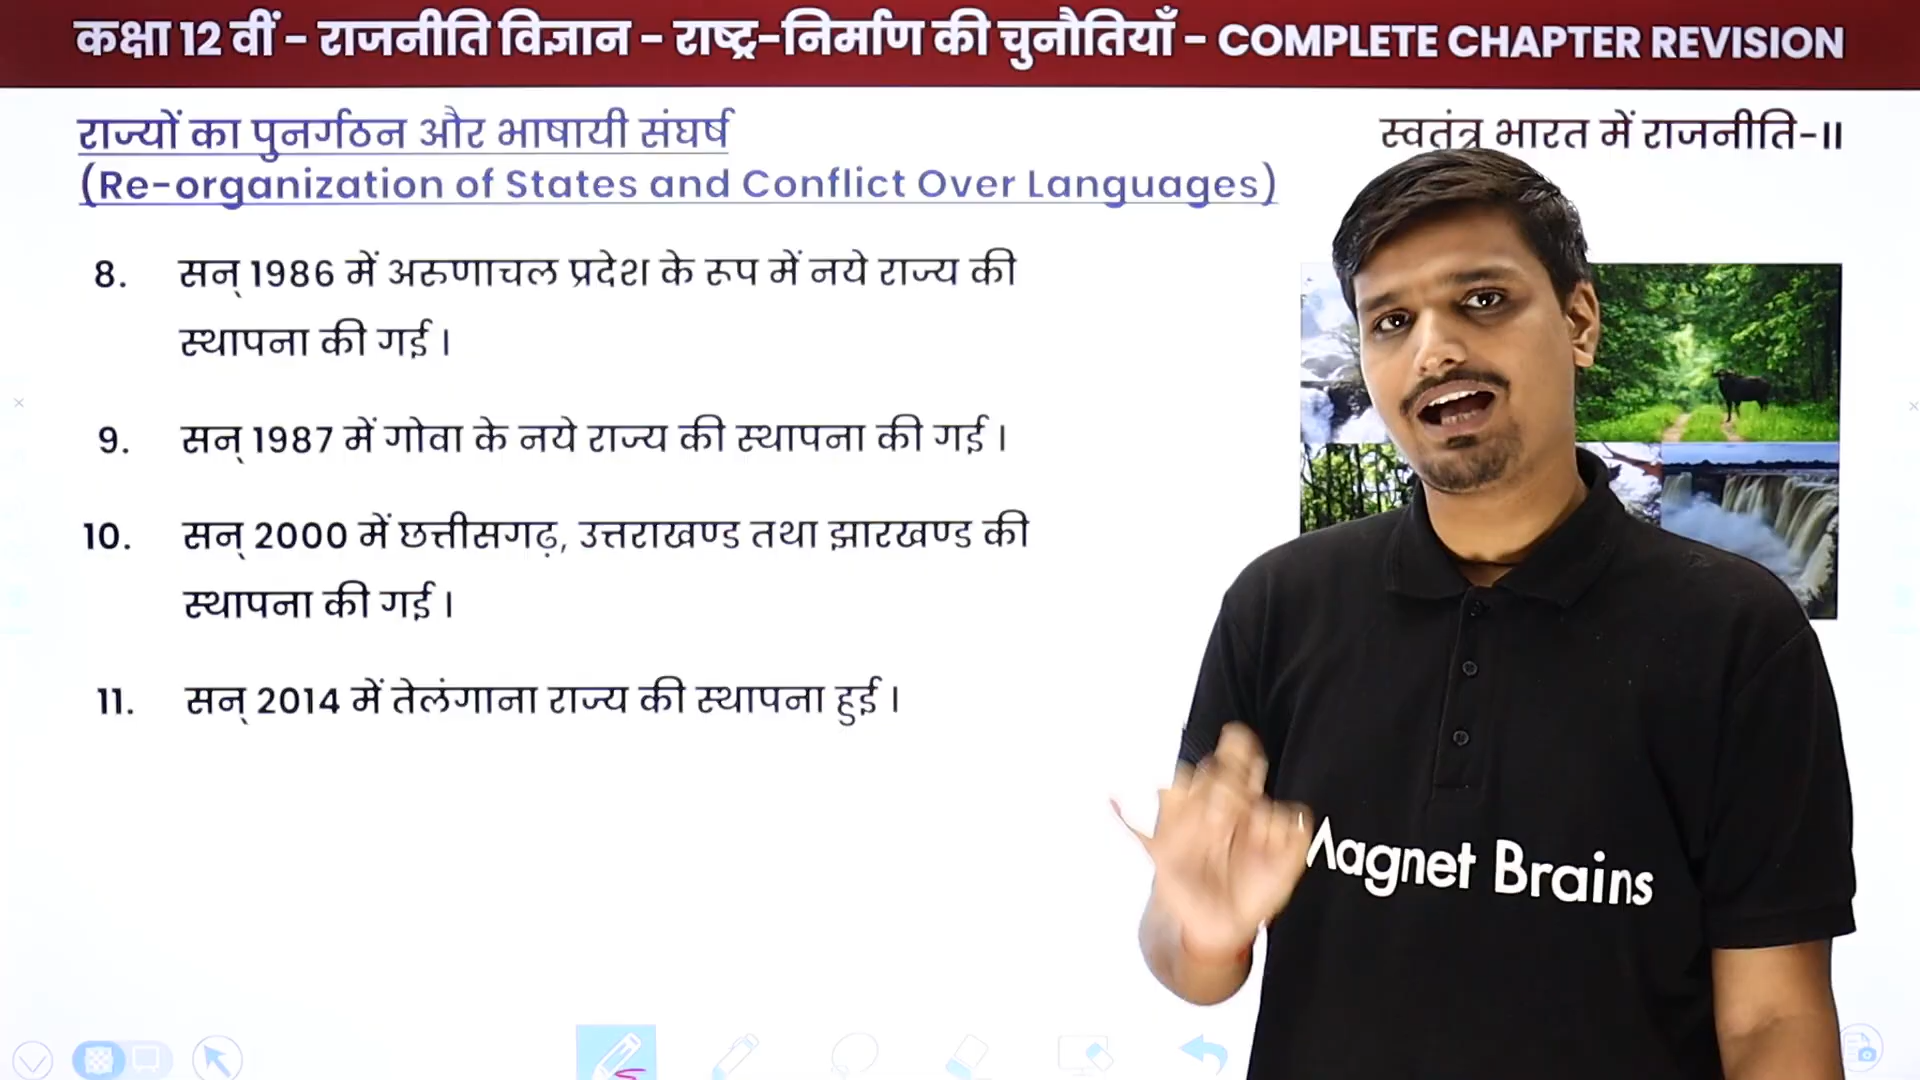 कक्षा 12 वीं - राजनीति विज्ञान - राष्ट्र-निर्माण की चुनौतियाँ - COMPLETE CHAPTER REVISION
राज्यों का पुनर्गठन और भाषायी संघर्ष
स्वतंत्र भारत में राजनीति-II
(Re-organization of States and Conflict Over Languages)
8. सन् 1986 में अरुणाचल प्रदेश के रूप में नये राज्य की
स्थापना की गई ।
9. सन् 1987 में गोवा के नये राज्य की स्थापना की गई ।
10. सन् 2000 में छत्तीसगढ़, उत्तराखण्ड तथा झारखण्ड की
स्थापना की गई ।
11. सन् 2014 में तेलंगाना राज्य की स्थापना हुई ।
Magnet Brains